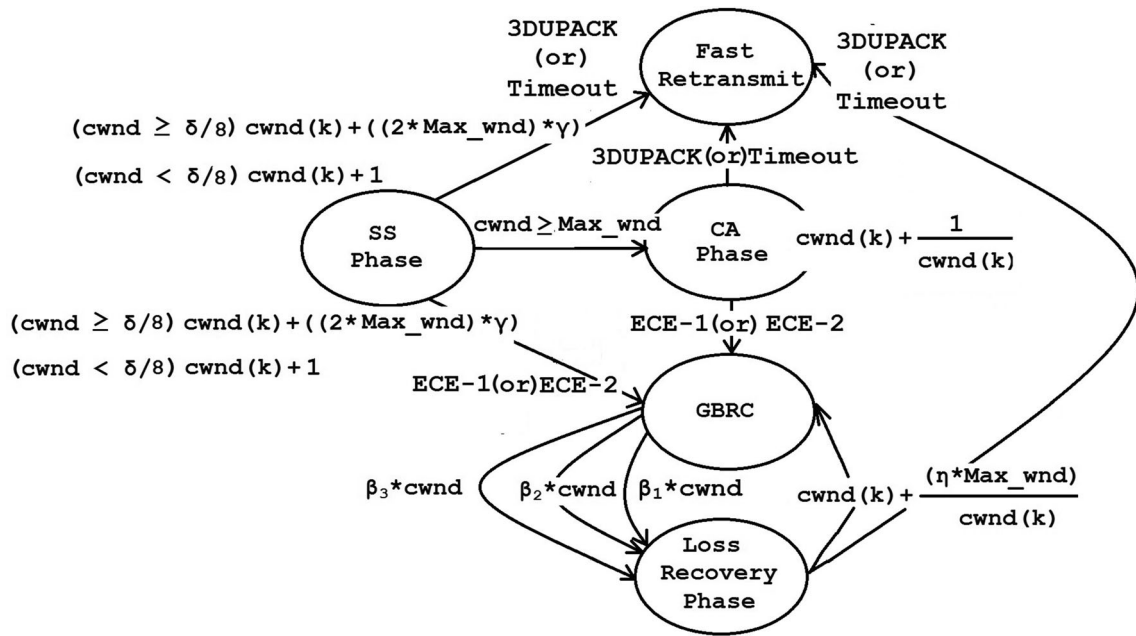 3DUPACK
(or)
Timeout
Fast
Retransmit
3DUPACK
(or)
Timeout
(cwnd ≥ δ/8) cwnd(k)+((2*Max_wnd)*γ)
(cwnd < δ/8) cwnd(k)+1
3DUPACK(or)Timeout
SS
Phase
cwnd≥Max_wnd
CA
Phase
cwnd(k)+ 1
cwnd(k)
(cwnd ≥ δ/8) cwnd(k)+((2*Max_wnd)*γ)
(cwnd < δ/8) cwnd(k)+1
ECE-1(or) ECE-2
ECE-1(or)ECE-2
GBRC
β₃*cwnd
β₂*cwnd
β₁*cwnd
cwnd(k)+ (η*Max_wnd)
cwnd(k)
Loss
Recovery
Phase